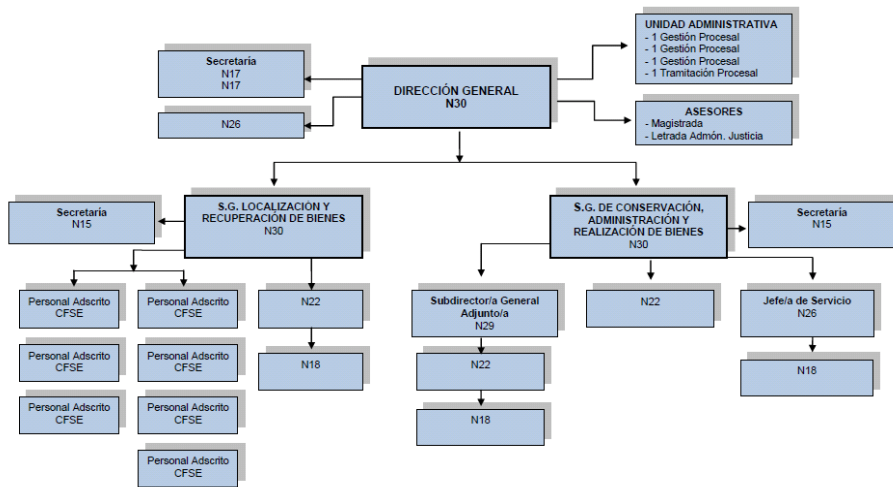 UNIDAD ADMINISTRATIVA
- 1 Gestión Procesal
- 1 Gestión Procesal
- 1 Gestión Procesal
- 1 Tramitación Procesal
Secretaría
N17
N17
DIRECCIÓN GENERAL
N30
N26
ASESORES
- Magistrada
- Letrada Admón. Justicia
Secretaría
N15
S.G. LOCALIZACIÓN Y
RECUPERACIÓN DE BIENES
N30
S.G. DE CONSERVACIÓN,
ADMINISTRACIÓN Y
REALIZACIÓN DE BIENES
N30
Secretaría
N15
Personal Adscrito
CFSE
Personal Adscrito
CFSE
N22
Subdirector/a General
Adjunto/a
N29
N22
Jefe/a de Servicio
N26
Personal Adscrito
CFSE
Personal Adscrito
CFSE
N18
N22
N18
Personal Adscrito
CFSE
Personal Adscrito
CFSE
N18
Personal Adscrito
CFSE